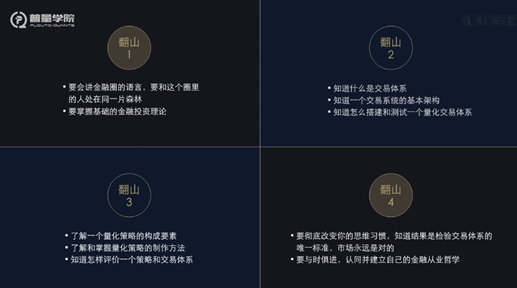 普量学院
PLOUTO-QUANTS
翻山
1
• 要会讲金融圈的语言，要和这个圈里
的人处在同一片森林
• 要掌握基础的金融投资理论
翻山
2
• 知道什么是交易体系
• 知道一个交易系统的基本架构
• 知道怎么搭建和测试一个量化交易体系
翻山
3
• 了解一个量化策略的构成要素
• 了解和掌握量化策略的制作方法
• 知道怎样评价一个策略和交易体系
翻山
4
• 要彻底改变你的思维习惯，知道结果是检验交易体系的
唯一标准，市场永远是对的
• 要与时俱进，认同并建立自己的金融从业哲学